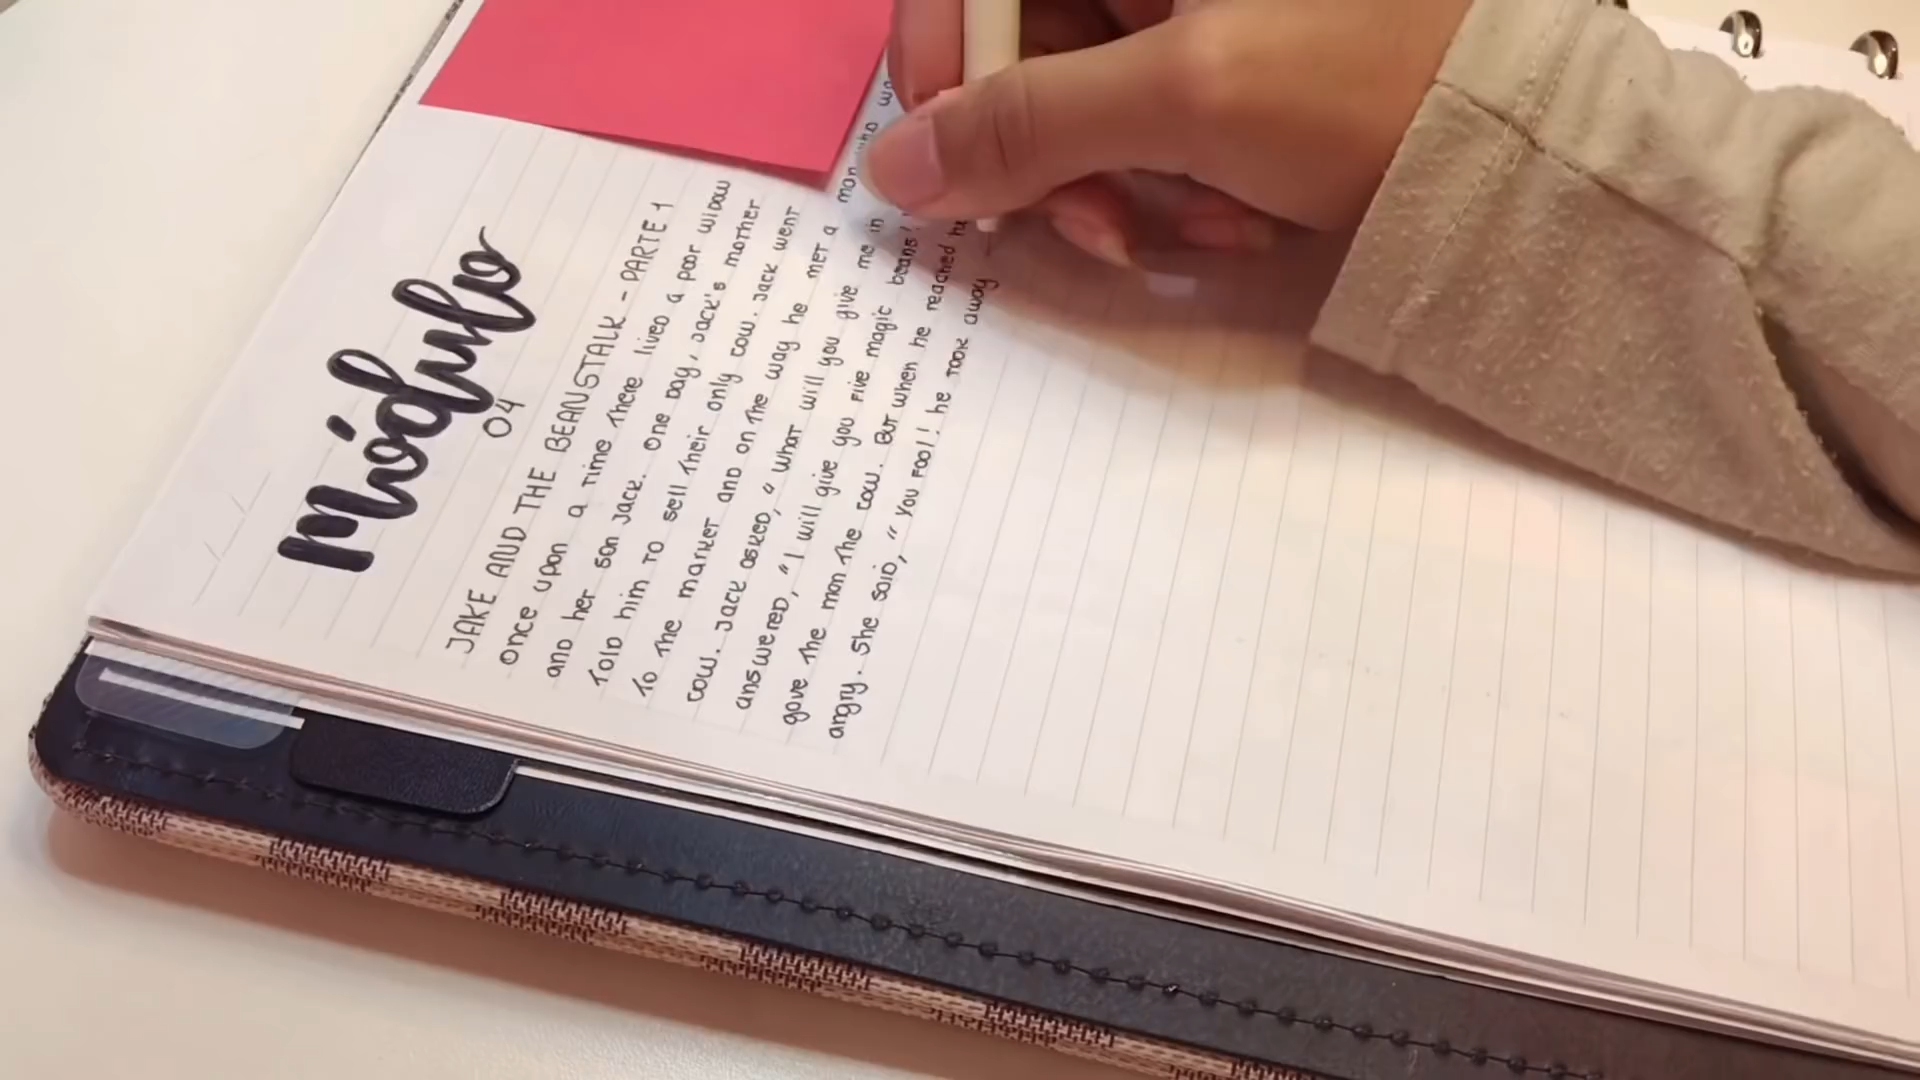 módulo
04
JAKE AND THE BEANSTALK - PARTE 1
once upon a time there lived a poor widow
and her son Jack. One day, Jack's mother
told him to sell their only cow. Jack went
to the market and on the way he met a man who
cow. Jack asked, "What will you give me in
answered, "I will give you five magic beans!
gave the man the cow. But when he reached
angry. She said, "You fool! he took away